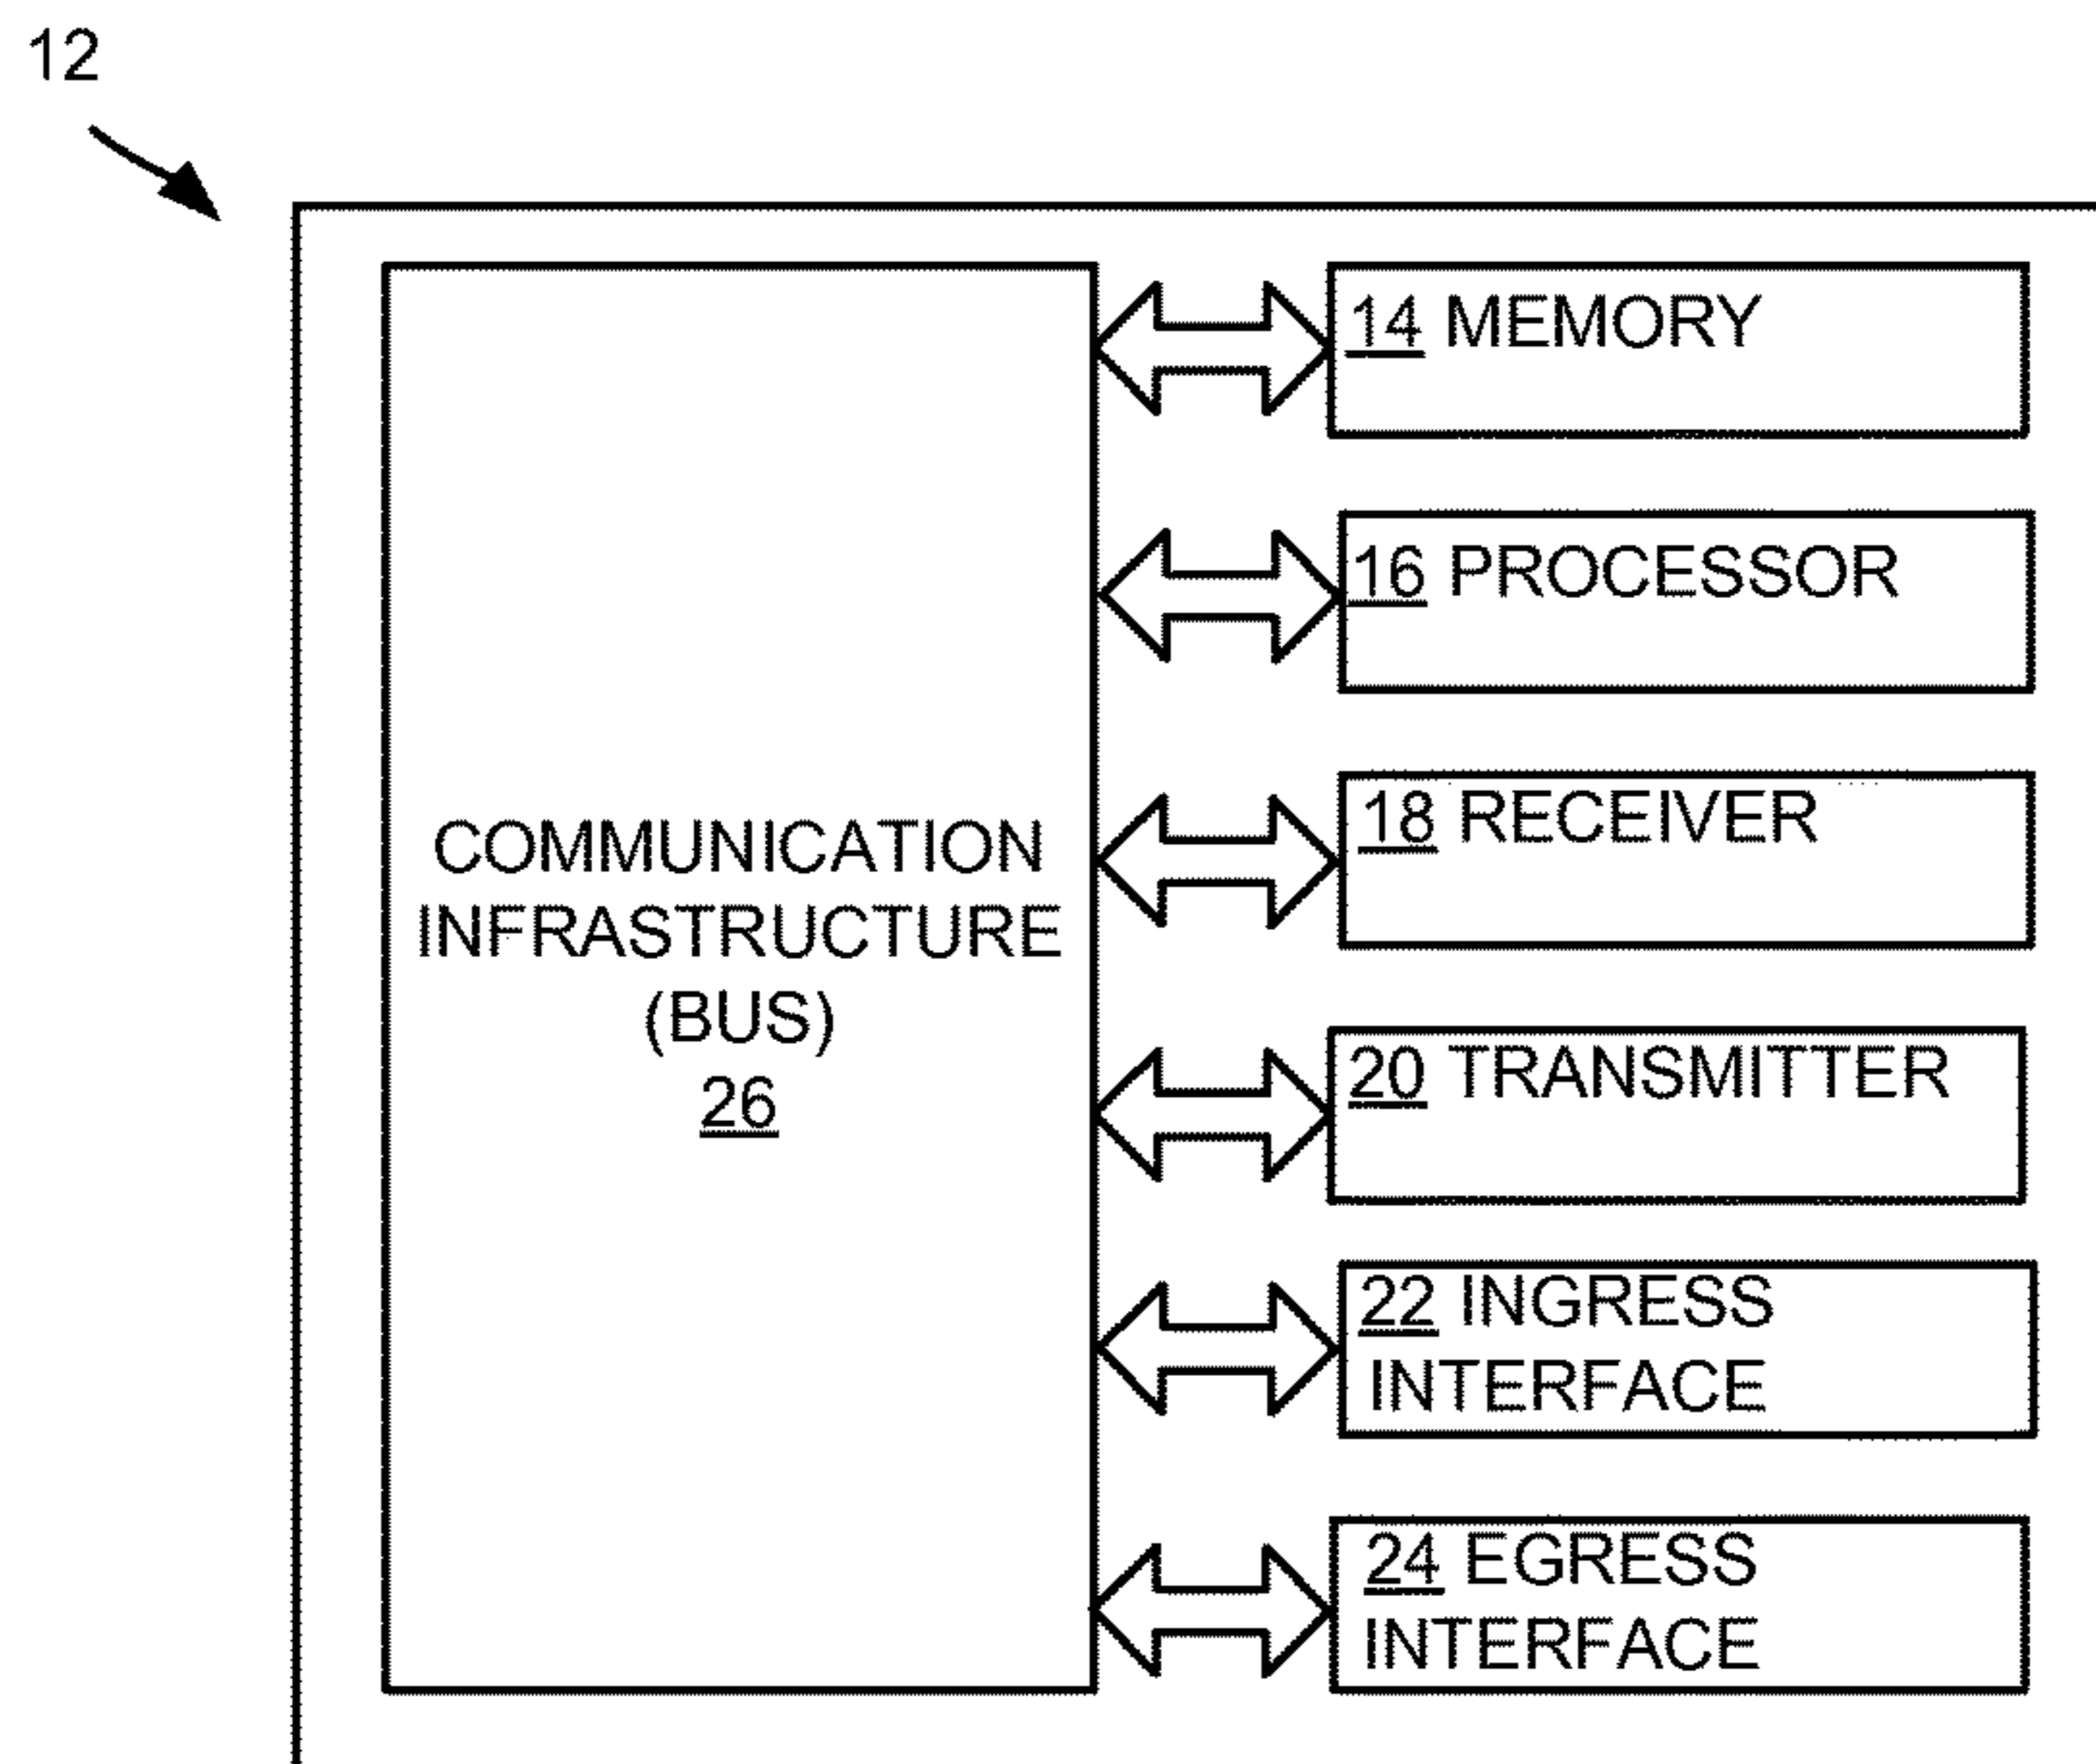 12
14 MEMORY
16 PROCESSOR
18 RECEIVER
COMMUNICATION
INFRASTRUCTURE
(BUS)
26
20 TRANSMITTER
22 INGRESS
INTERFACE
24 EGRESS
INTERFACE